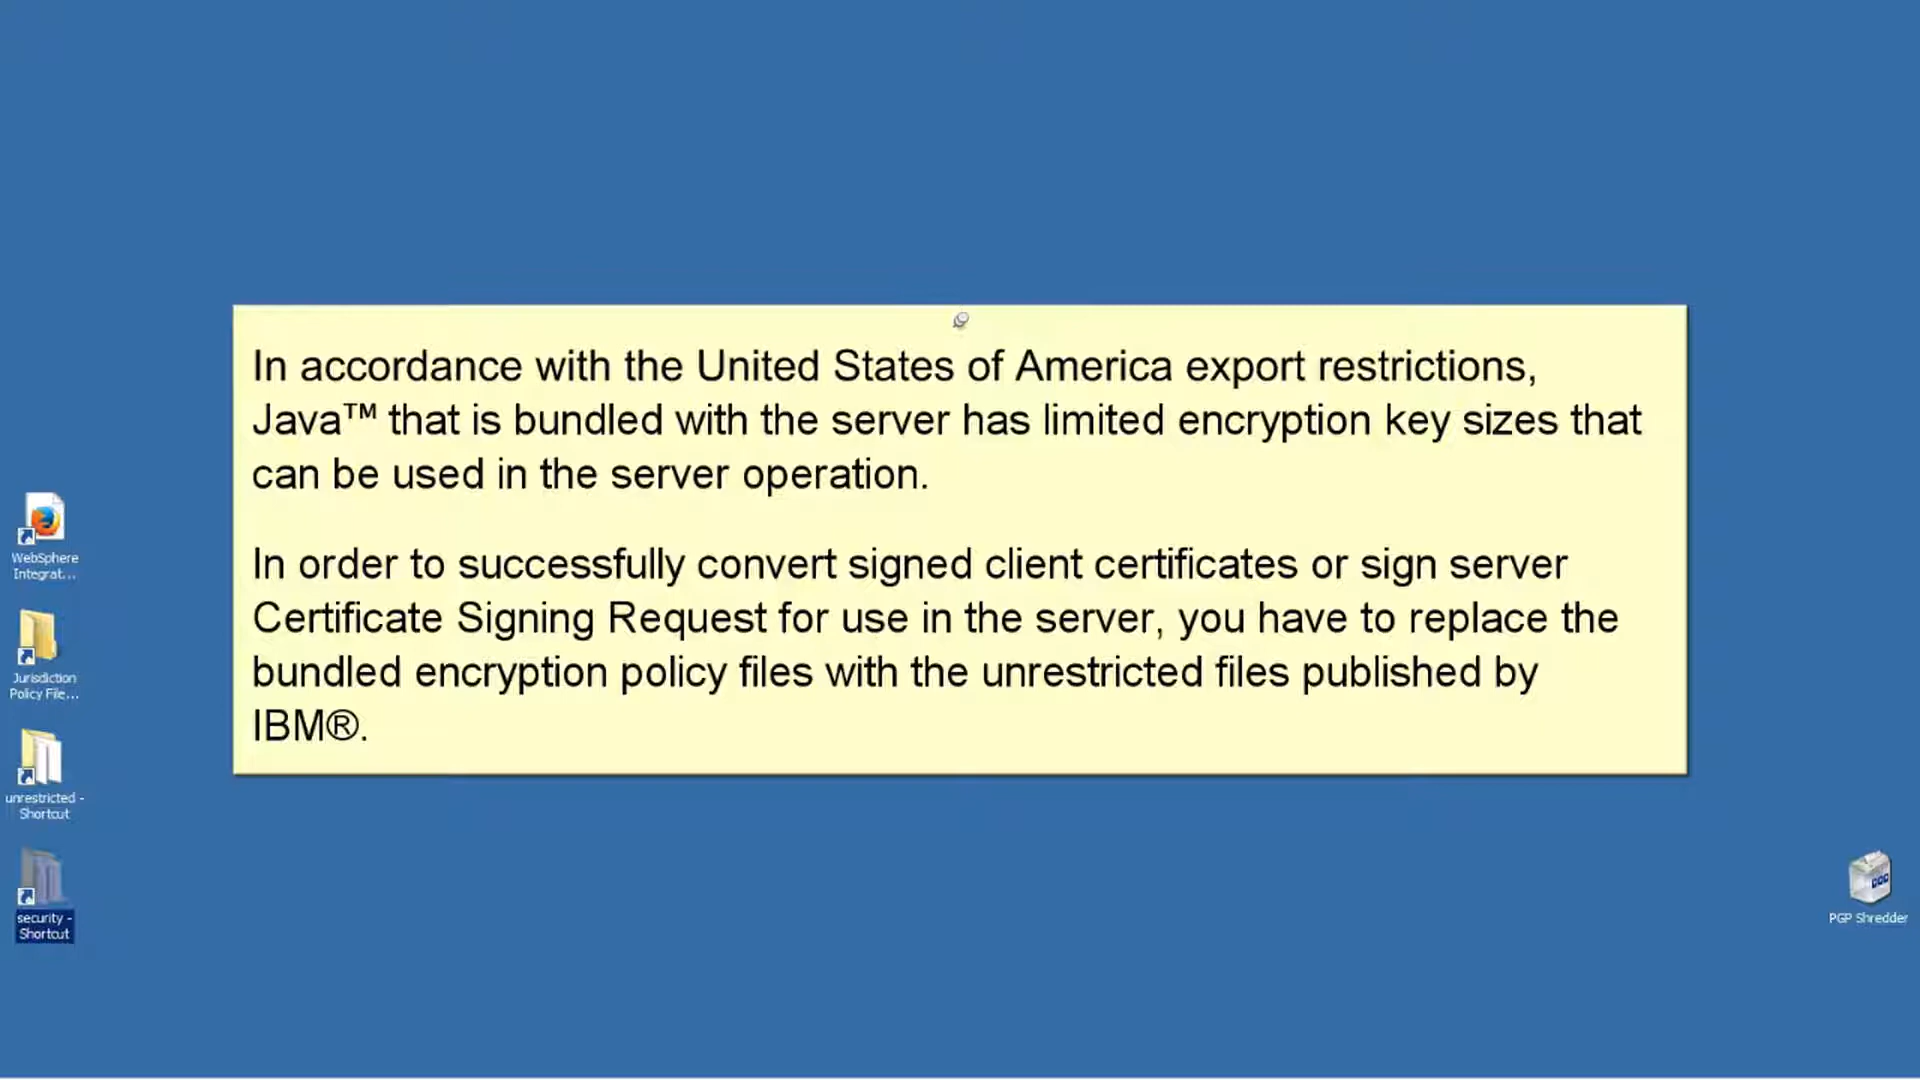 In accordance with the United States of America export restrictions,
Java™ that is bundled with the server has limited encryption key sizes that
can be used in the server operation.
In order to successfully convert signed client certificates or sign server
Certificate Signing Request for use in the server, you have to replace the
bundled encryption policy files with the unrestricted files published by
IBM®.
WebSphere
Integrat...
Jurisdiction
Policy File...
unrestricted -
Shortcut
security -
Shortcut
PGP Shredder